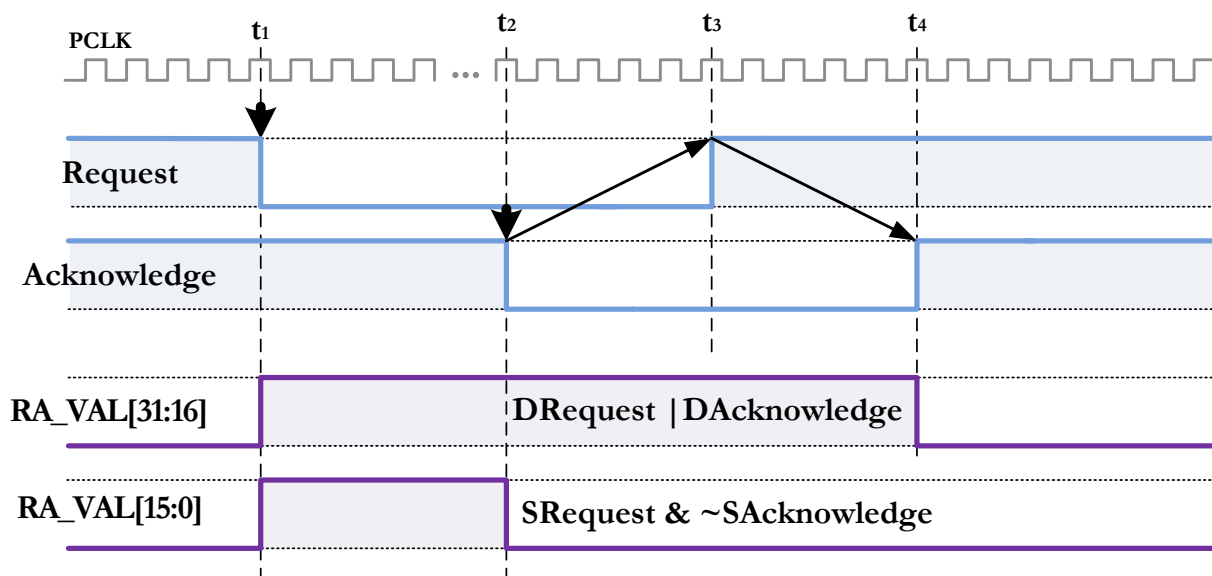 t1 t2 t3 t4
PCLK
...
Request
Acknowledge
RA_VAL[31:16] DRequest | DAcknowledge
RA_VAL[15:0] SRequest & ~SAcknowledge